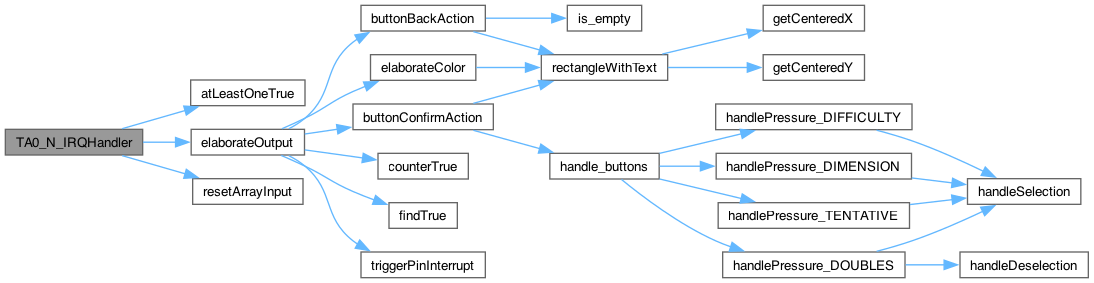 TA0_N_IRQHandler
atLeastOneTrue
elaborateOutput
resetArrayInput
buttonBackAction
elaborateColor
buttonConfirmAction
counterTrue
findTrue
triggerPinInterrupt
is_empty
rectangleWithText
handle_buttons
getCenteredX
getCenteredY
handlePressure_DIFFICULTY
handlePressure_DIMENSION
handlePressure_TENTATIVE
handlePressure_DOUBLES
handleSelection
handleDeselection